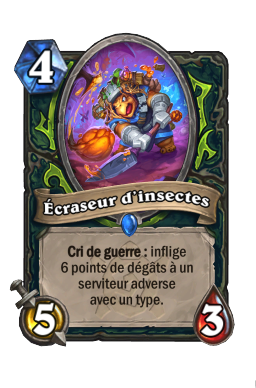 4
Écraseur d'insectes
Cri de guerre : inflige
6 points de dégâts à un
serviteur adverse
avec un type.
5
3